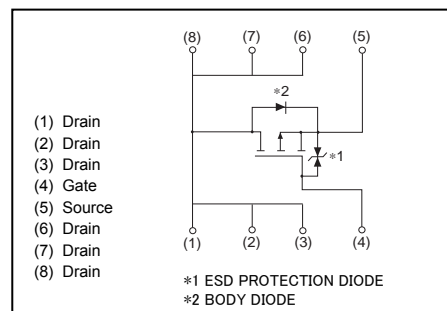 (8) (7) (6) (5)
*2
*1
(1) Drain
(2) Drain
(3) Drain
(4) Gate
(5) Source
(6) Drain
(7) Drain
(8) Drain
(1) (2) (3) (4)
*1 ESD PROTECTION DIODE
*2 BODY DIODE